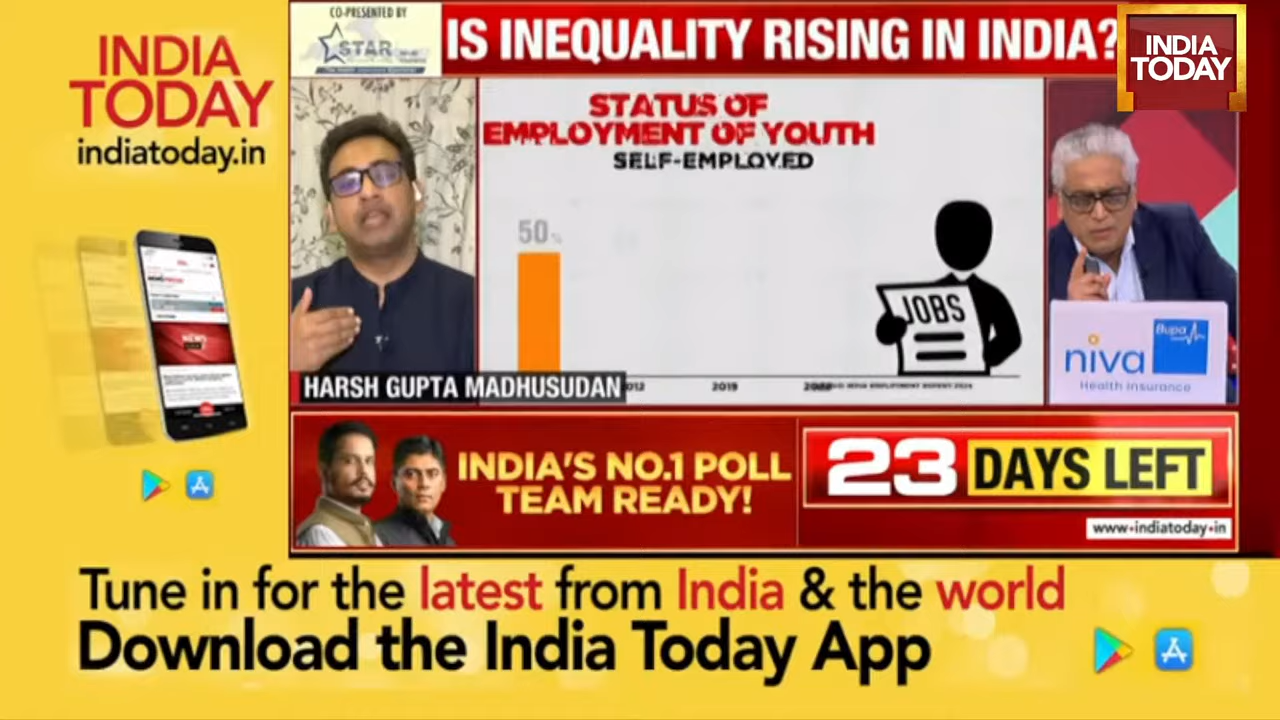 INDIA
TODAY
indiatoday.in
CO-PRESENTED BY
STAR
IS INEQUALITY RISING IN INDIA?
INDIA
TODAY
STATUS OF
EMPLOYMENT OF YOUTH
SELF-EMPLOYED
50%
JOBS
2019
HARSH GUPTA MADHUSUDAN
niva
Bupa
Health Insurance
INDIA'S NO.1 POLL
TEAM READY!
23 DAYS LEFT
www.indiatoday.in
Tune in for the latest from India & the world
Download the India Today App